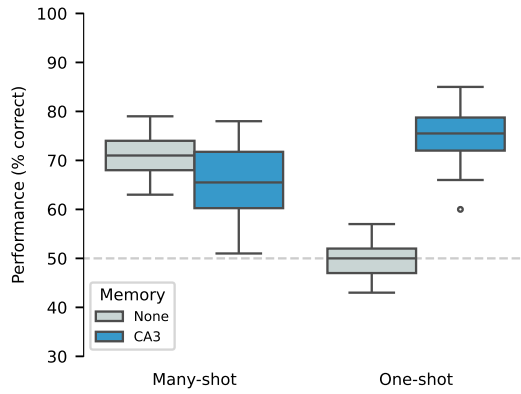 100
90
80
70
60
50
40
30
Performance (% correct)
Memory
None
CA3
Many-shot
One-shot